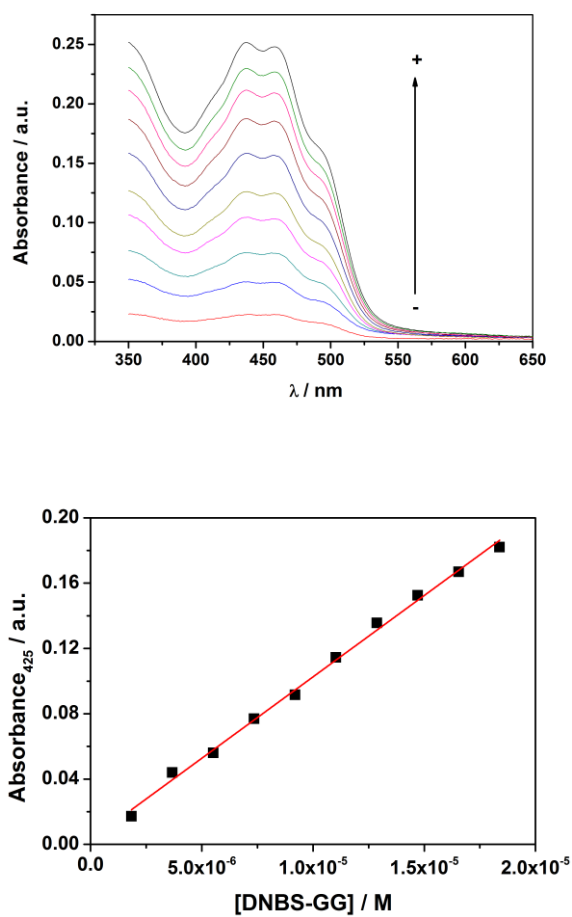 0.25
0.20
0.15
0.10
0.05
0.00
Absorbance / a.u.
+
-
350 400 450 500 550 600 650
λ / nm
0.20
0.16
0.12
0.08
0.04
0.00
Absorbance₄₂₅ / a.u.
0.0 5.0x10⁻⁶ 1.0x10⁻⁵ 1.5x10⁻⁵ 2.0x10⁻⁵
[DNBS-GG] / M